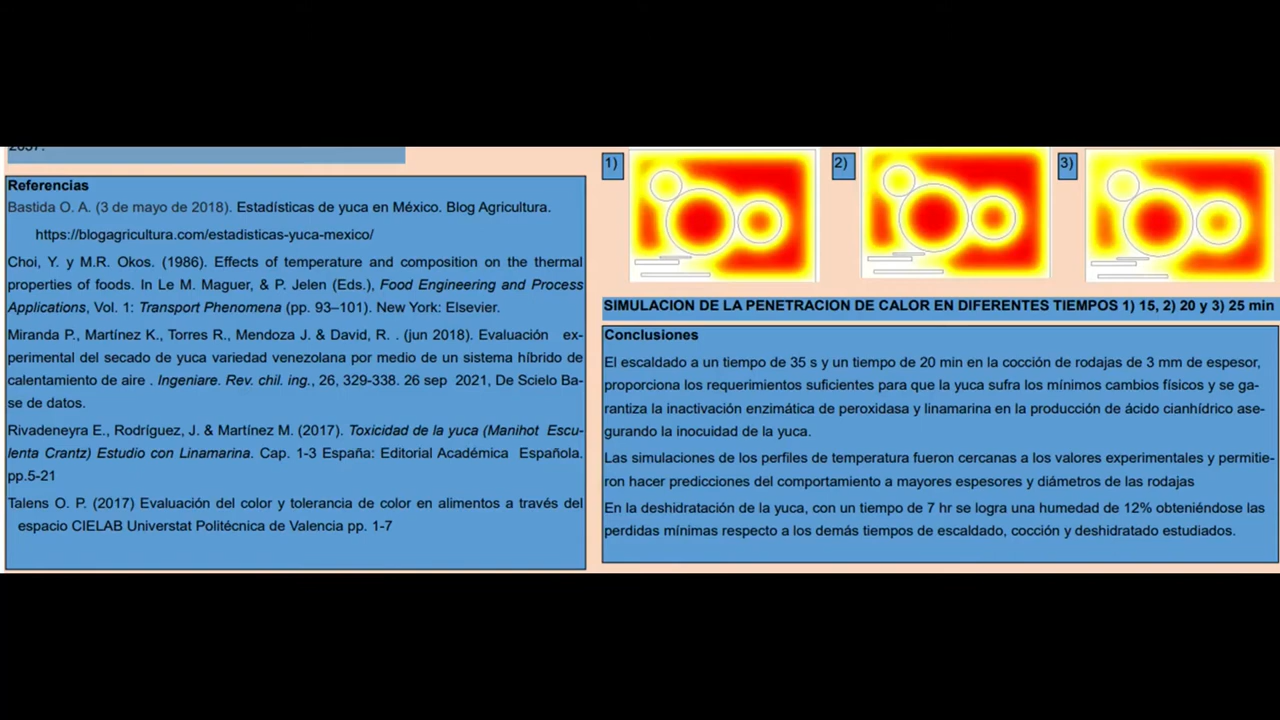 2037.
Referencias
Bastida O. A. (3 de mayo de 2018). Estadísticas de yuca en México. Blog Agricultura.
https://blogagricultura.com/estadisticas-yuca-mexico/
Choi, Y. y M.R. Okos. (1986). Effects of temperature and composition on the thermal
properties of foods. In Le M. Maguer, & P. Jelen (Eds.), Food Engineering and Process
Applications, Vol. 1: Transport Phenomena (pp. 93–101). New York: Elsevier.
Miranda P., Martínez K., Torres R., Mendoza J. & David, R. . (jun 2018). Evaluación ex-
perimental del secado de yuca variedad venezolana por medio de un sistema híbrido de
calentamiento de aire . Ingeniare. Rev. chil. ing., 26, 329-338. 26 sep 2021, De Scielo Ba-
se de datos.
Rivadeneyra E., Rodríguez, J. & Martínez M. (2017). Toxicidad de la yuca (Manihot Escu-
lenta Crantz) Estudio con Linamarina. Cap. 1-3 España: Editorial Académica Española.
pp.5-21
Talens O. P. (2017) Evaluación del color y tolerancia de color en alimentos a través del
espacio CIELAB Universtat Politécnica de Valencia pp. 1-7
1)
2)
3)
SIMULACION DE LA PENETRACION DE CALOR EN DIFERENTES TIEMPOS 1) 15, 2) 20 y 3) 25 min
Conclusiones
El escaldado a un tiempo de 35 s y un tiempo de 20 min en la cocción de rodajas de 3 mm de espesor,
proporciona los requerimientos suficientes para que la yuca sufra los mínimos cambios físicos y se ga-
rantiza la inactivación enzimática de peroxidasa y linamarina en la producción de ácido cianhídrico ase-
gurando la inocuidad de la yuca.
Las simulaciones de los perfiles de temperatura fueron cercanas a los valores experimentales y permitie-
ron hacer predicciones del comportamiento a mayores espesores y diámetros de las rodajas
En la deshidratación de la yuca, con un tiempo de 7 hr se logra una humedad de 12% obteniéndose las
perdidas mínimas respecto a los demás tiempos de escaldado, cocción y deshidratado estudiados.